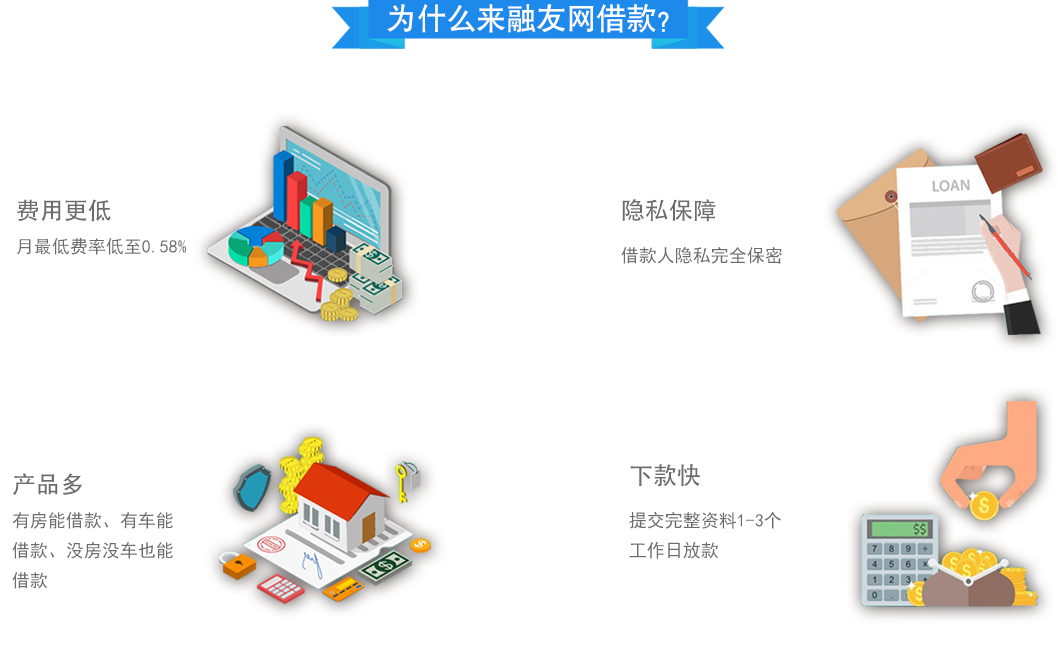 为什么来融友网借款?
费用更低
月最低费率低至0.58%
隐私保障
借款人隐私完全保密
LOAN
产品多
有房能借款、有车能
借款、没房没车也能
借款
下款快
提交完整资料1-3个
工作日放款
$$
7 8 9 +
4 5 6 x
1 2 3
0 .